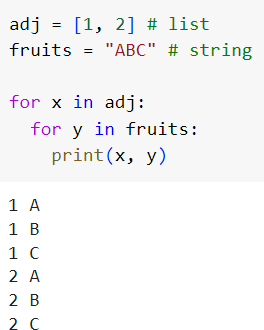 adj = [1, 2] # list
fruits = "ABC" # string

for x in adj:
  for y in fruits:
    print(x, y)

1 A
1 B
1 C
2 A
2 B
2 C